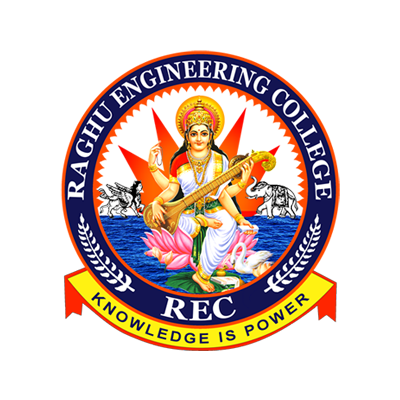 RAGHU ENGINEERING COLLEGE
REC
KNOWLEDGE IS POWER